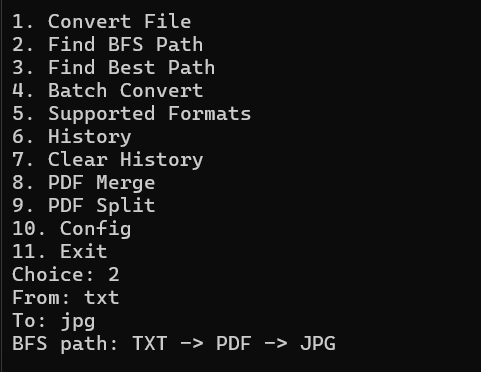 1. Convert File
2. Find BFS Path
3. Find Best Path
4. Batch Convert
5. Supported Formats
6. History
7. Clear History
8. PDF Merge
9. PDF Split
10. Config
11. Exit
Choice: 2
From: txt
To: jpg
BFS path: TXT -> PDF -> JPG